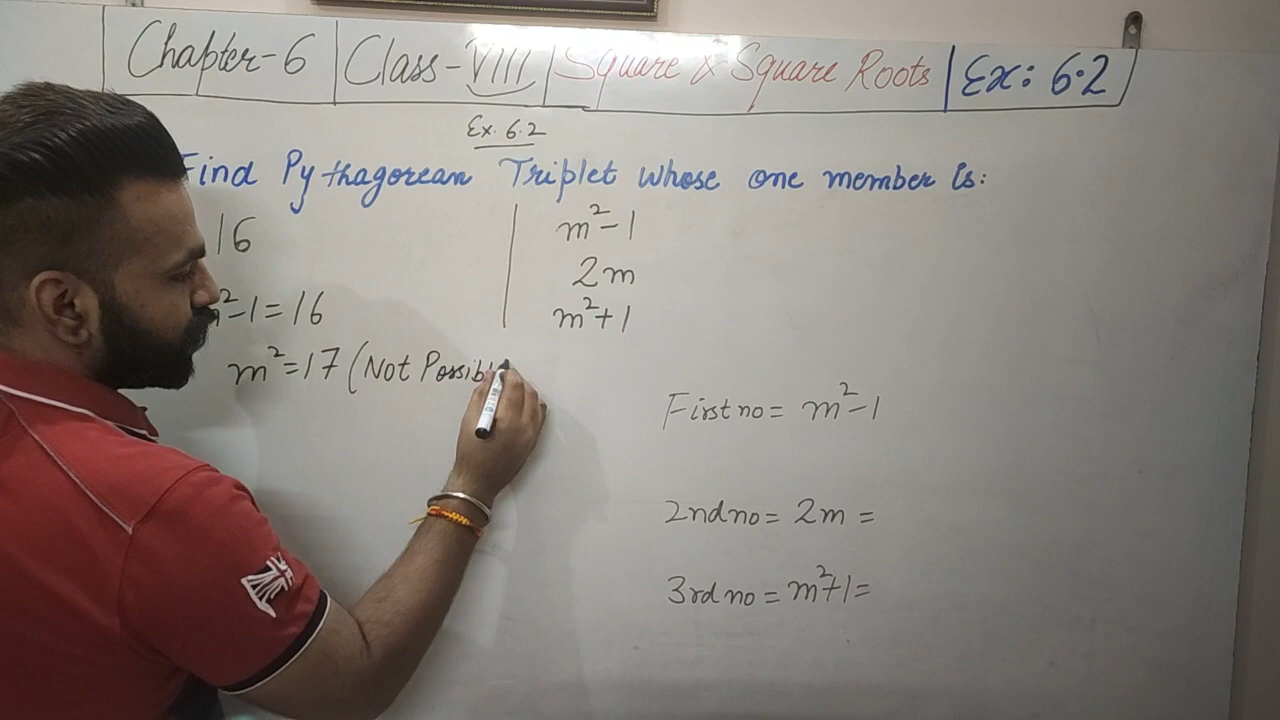 Chapter-6 | Class-VIII | Square & Square Roots | Ex: 6.2
Ex. 6.2
Find Pythagorean Triplet whose one member is:
16
²-1=16
m²=17 (Not Possib
m²-1
2m
m²+1
First no = m²-1
2nd no = 2m =
3rd no = m²+1=